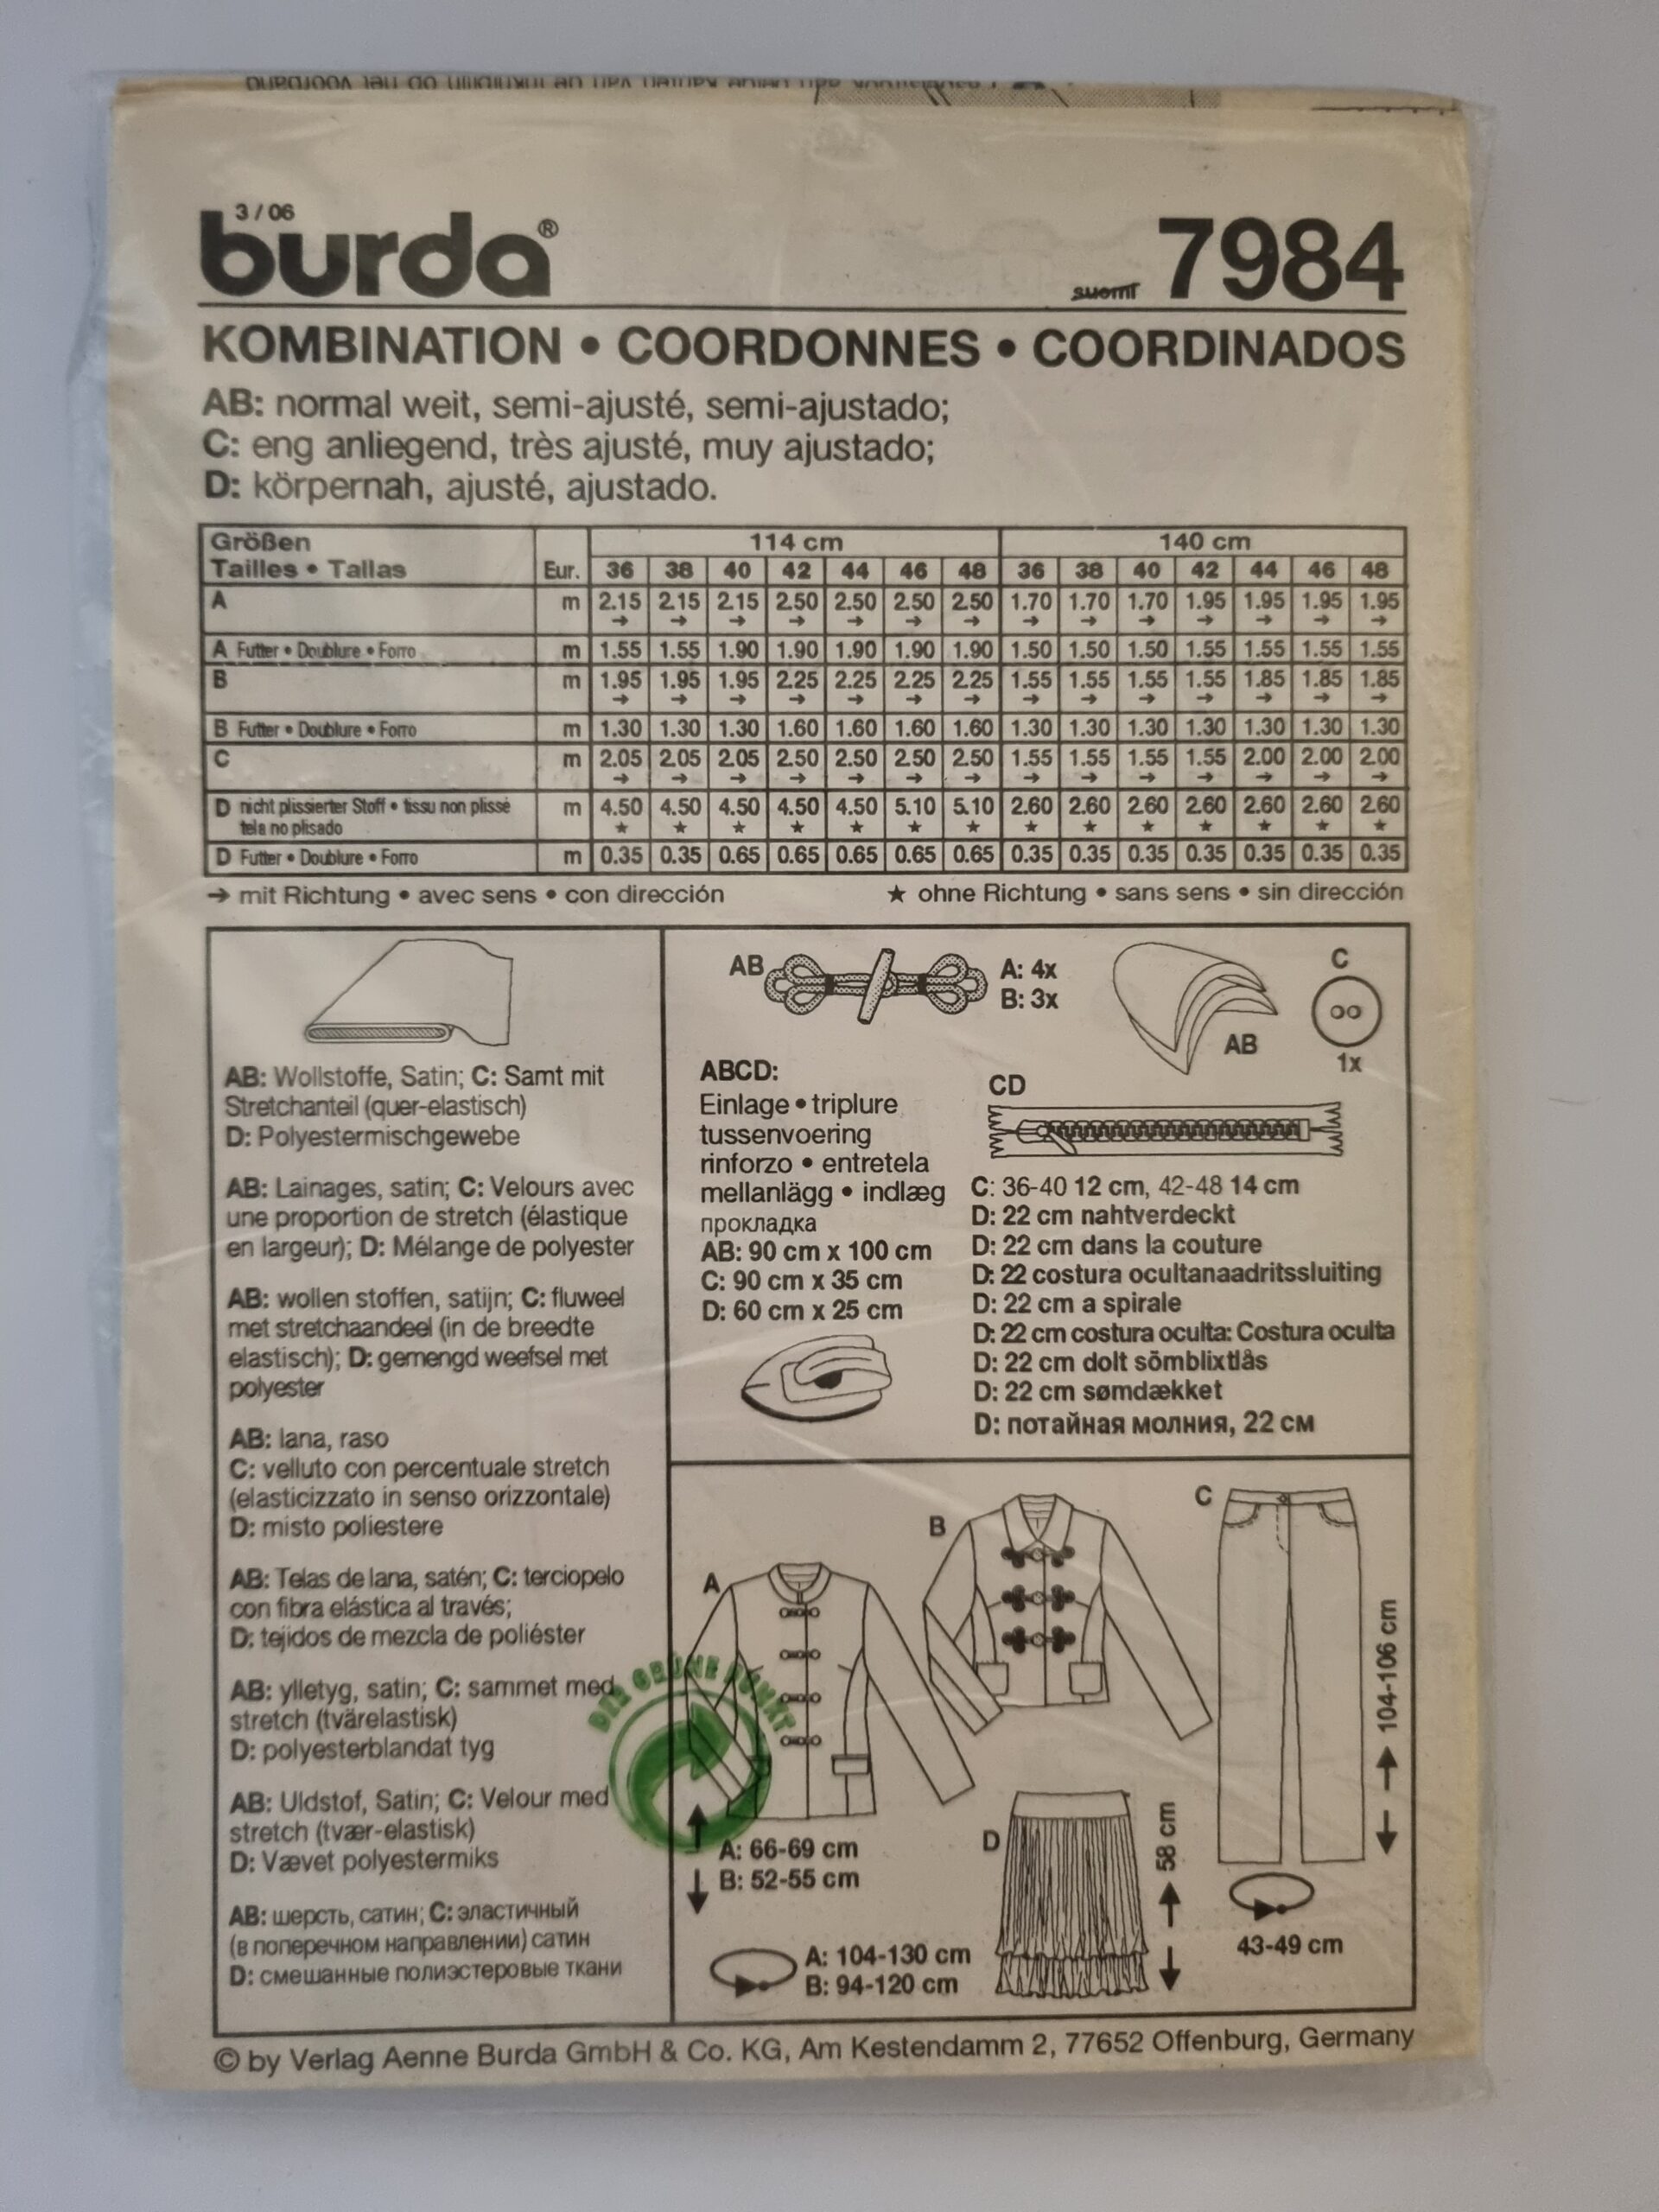 3 / 06
burda®
suomi 7984
KOMBINATION • COORDONNES • COORDINADOS
AB: normal weit, semi-ajusté, semi-ajustado;
C: eng anliegend, très ajusté, muy ajustado;
D: körpernah, ajusté, ajustado.
Größen 114 cm 140 cm
Tailles • Tallas Eur. 36 38 40 42 44 46 48 36 38 40 42 44 46 48
A m 2.15 2.15 2.15 2.50 2.50 2.50 2.50 1.70 1.70 1.70 1.95 1.95 1.95 1.95
→ → → → → → → → → → → → → →
A Futter • Doublure • Forro m 1.55 1.55 1.90 1.90 1.90 1.90 1.90 1.50 1.50 1.50 1.55 1.55 1.55 1.55
B m 1.95 1.95 1.95 2.25 2.25 2.25 2.25 1.55 1.55 1.55 1.55 1.85 1.85 1.85
→ → → → → → → → → → → → → →
B Futter • Doublure • Forro m 1.30 1.30 1.30 1.60 1.60 1.60 1.60 1.30 1.30 1.30 1.30 1.30 1.30 1.30
C m 2.05 2.05 2.05 2.50 2.50 2.50 2.50 1.55 1.55 1.55 1.55 2.00 2.00 2.00
→ → → → → → → → → → → → → →
D nicht plissierter Stoff • tissu non plissé m 4.50 4.50 4.50 4.50 4.50 5.10 5.10 2.60 2.60 2.60 2.60 2.60 2.60 2.60
tela no plisado ★ ★ ★ ★ ★ ★ ★ ★ ★ ★ ★ ★ ★ ★
D Futter • Doublure • Forro m 0.35 0.35 0.65 0.65 0.65 0.65 0.65 0.35 0.35 0.35 0.35 0.35 0.35 0.35
→ mit Richtung • avec sens • con dirección ★ ohne Richtung • sans sens • sin dirección
AB: Wollstoffe, Satin; C: Samt mit
Stretchanteil (quer-elastisch)
D: Polyestermischgewebe
AB: Lainages, satin; C: Velours avec
une proportion de stretch (élastique
en largeur); D: Mélange de polyester
AB: wollen stoffen, satijn; C: fluweel
met stretchaandeel (in de breedte
elastisch); D: gemengd weefsel met
polyester
AB: lana, raso
C: velluto con percentuale stretch
(elasticizzato in senso orizzontale)
D: misto poliestere
AB: Telas de lana, satén; C: terciopelo
con fibra elástica al través;
D: tejidos de mezcla de poliéster
AB: ylletyg, satin; C: sammet med
stretch (tvärelastisk)
D: polyesterblandat tyg
AB: Uldstof, Satin; C: Velour med
stretch (tvær-elastisk)
D: Vævet polyestermiks
AB: шерсть, сатин; C: эластичный
(в поперечном направлении) сатин
D: смешанные полиэстеровые ткани
AB
A: 4x
B: 3x
AB
C
1x
ABCD:
Einlage • triplure
tussenvoering
rinforzo • entretela
mellanlägg • indlæg
прокладка
AB: 90 cm x 100 cm
C: 90 cm x 35 cm
D: 60 cm x 25 cm
CD
C: 36-40 12 cm, 42-48 14 cm
D: 22 cm nahtverdeckt
D: 22 cm dans la couture
D: 22 costura ocultanaadritssluiting
D: 22 cm a spirale
D: 22 cm costura oculta: Costura oculta
D: 22 cm dolt sömblixtlås
D: 22 cm sømdækket
D: потайная молния, 22 см
A
B
C
D
DER GRÜNE PUNKT
A: 66-69 cm
B: 52-55 cm
A: 104-130 cm
B: 94-120 cm
58 cm
104-106 cm
43-49 cm
© by Verlag Aenne Burda GmbH & Co. KG, Am Kestendamm 2, 77652 Offenburg, Germany